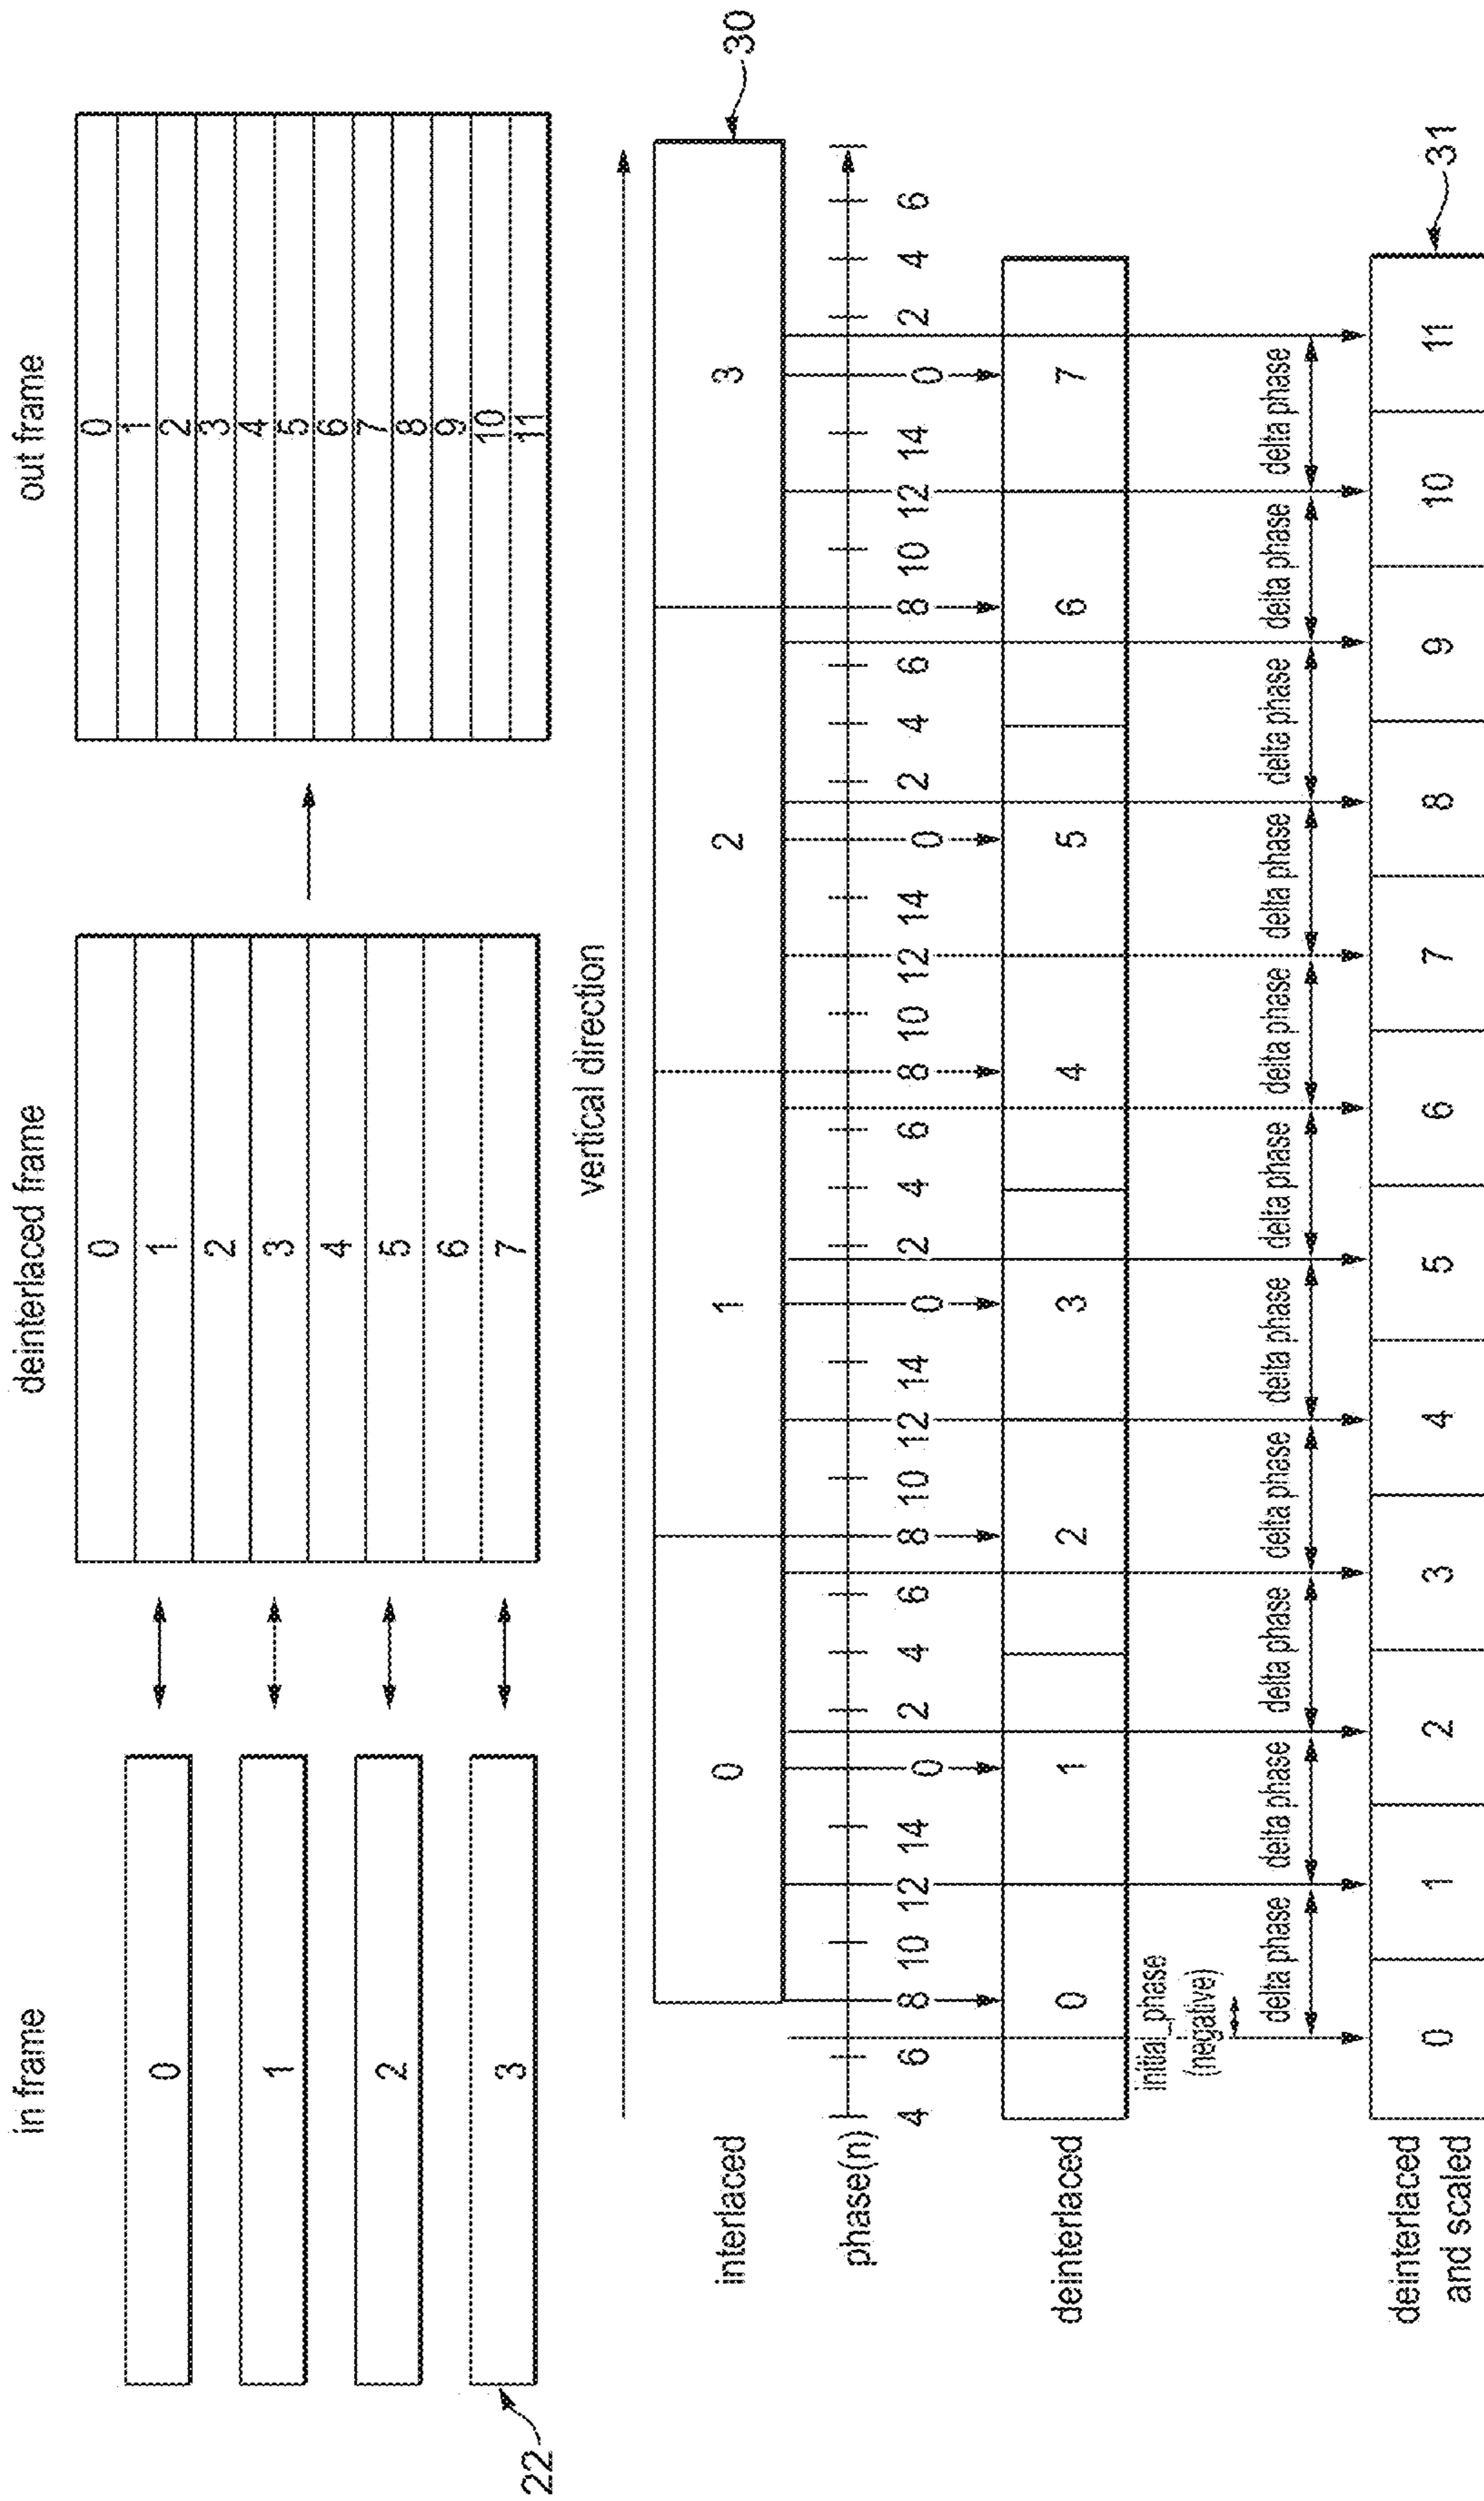 in frame
deinterlaced frame
out frame
0
1
2
3
22
0
1
2
3
4
5
6
7
0
1
2
3
4
5
6
7
8
9
10
11
vertical direction
interlaced
0 1 2 3
30
phase(n)
4 6 8 10 12 14 0 2 4 6 8 10 12 14 0 2 4 6 8 10 12 14 0 2 4 6 8 10 12 14 0 2 4 6
deinterlaced
0 1 2 3 4 5 6 7
initial_phase
(negative)
delta phase delta phase delta phase delta phase delta phase delta phase delta phase delta phase delta phase delta phase delta phase
deinterlaced
and scaled
0 1 2 3 4 5 6 7 8 9 10 11
31